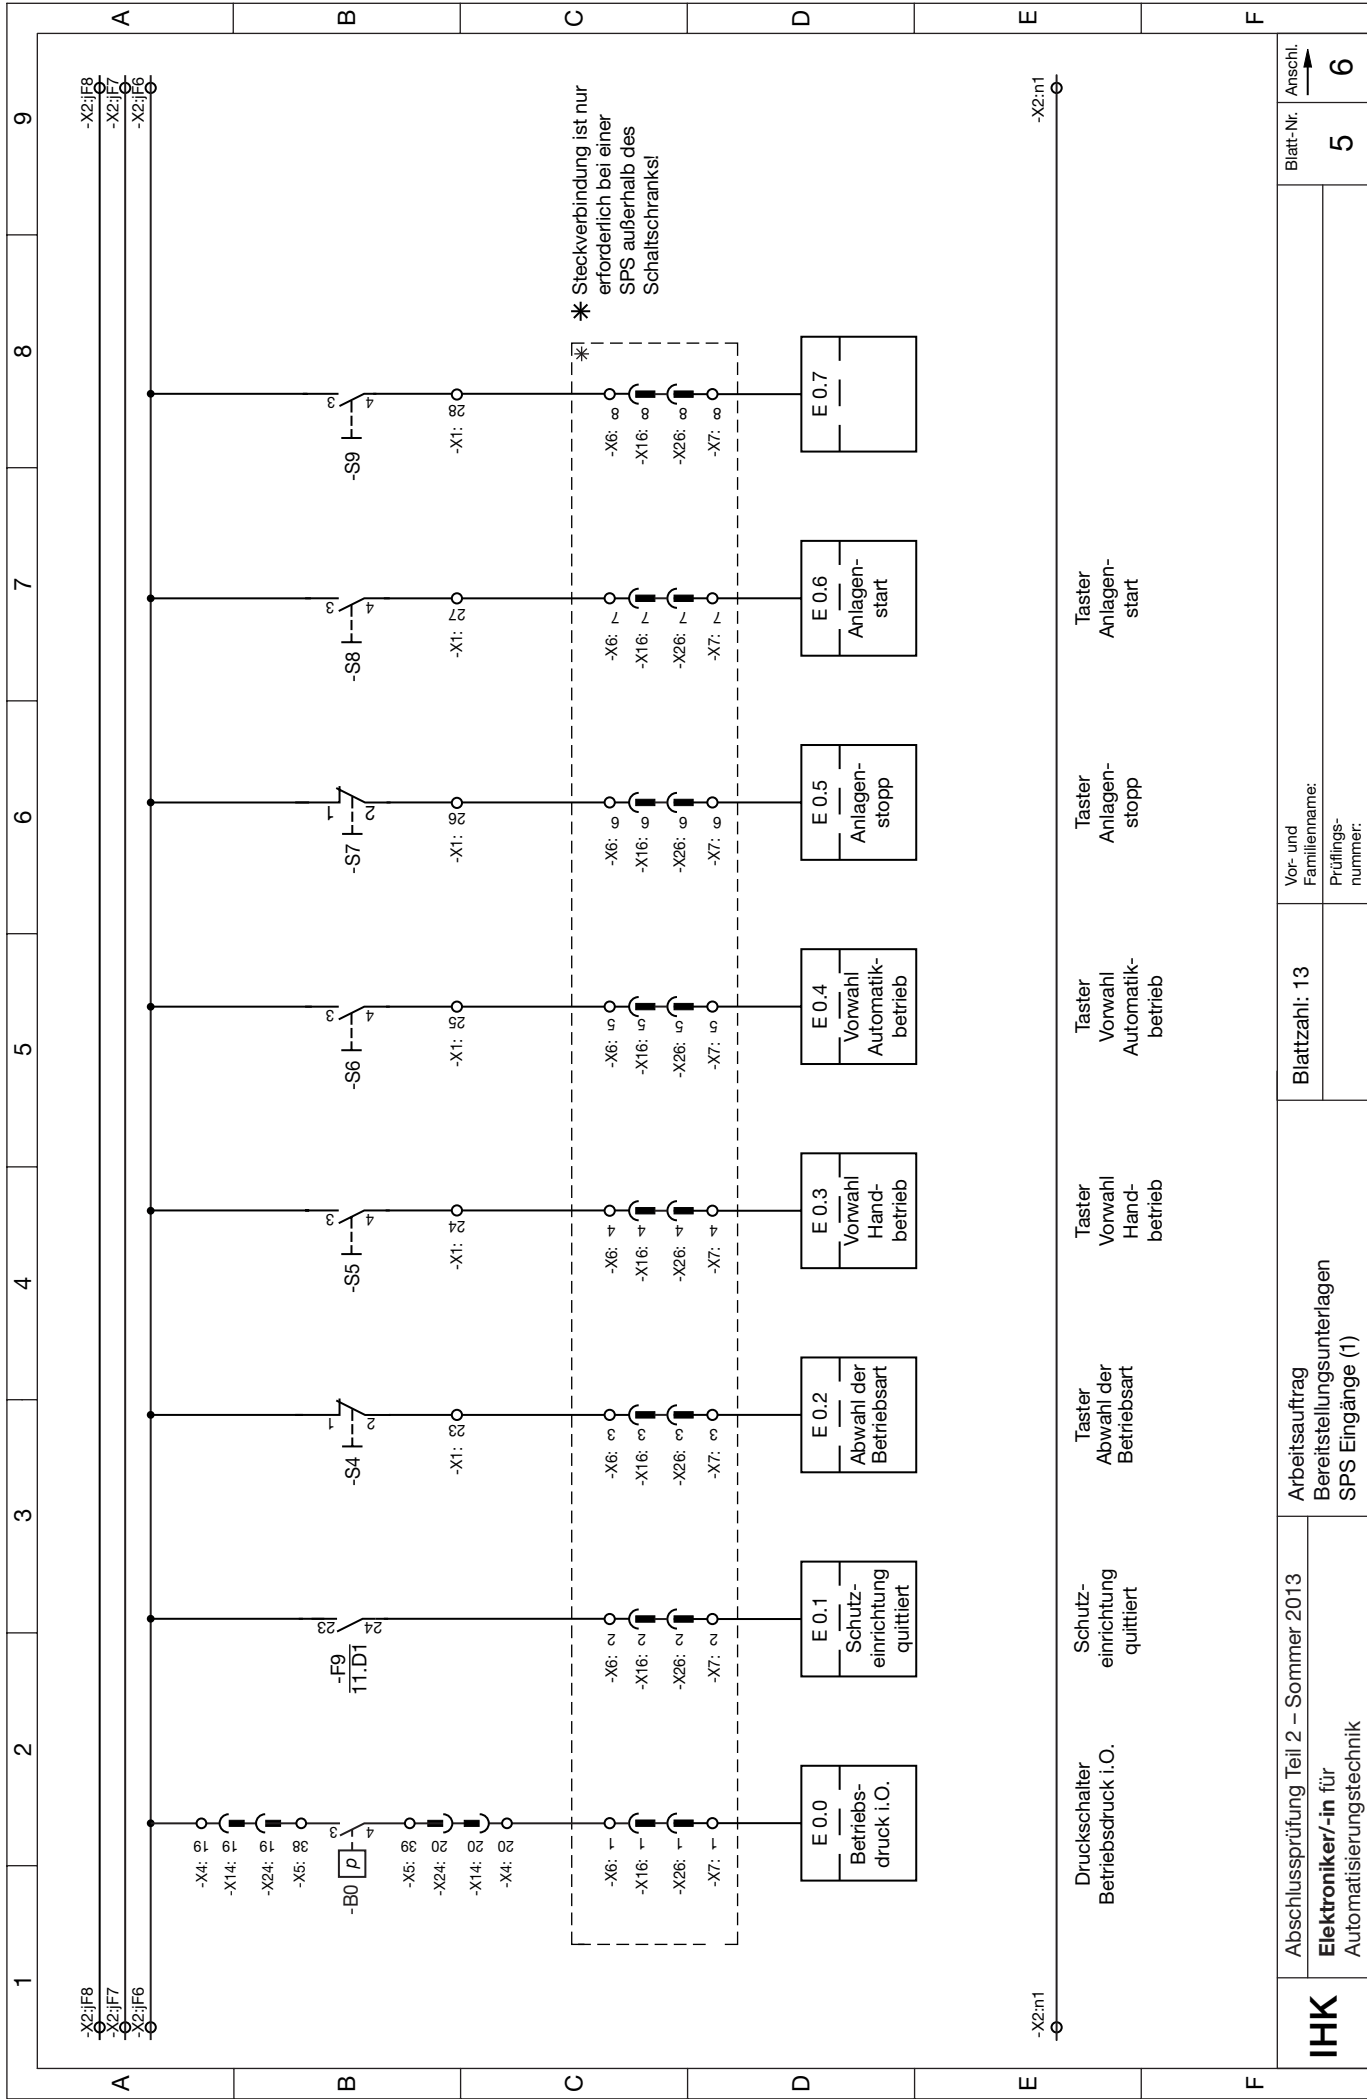 1
2
3
4
5
6
7
8
9
A
B
C
D
E
F
A
B
C
D
E
F
-X2:jF8
-X2:jF7
-X2:jF6
-X2:jF8
-X2:jF7
-X2:jF6
-X4: 19
-X14: 19
-X24: 19
-X5: 38
-B0 p 3 4
-X5: 39
-X24: 20
-X14: 20
-X4: 20
-X6: 1
-X16: 1
-X26: 1
-X7: 1
E 0.0
Betriebs-
druck i.O.
Druckschalter
Betriebsdruck i.O.
-F9
11.D1
23
24
-X6: 2
-X16: 2
-X26: 2
-X7: 2
E 0.1
Schutz-
einrichtung
quittiert
Schutz-
einrichtung
quittiert
-S4 1 2
-X1: 23
-X6: 3
-X16: 3
-X26: 3
-X7: 3
E 0.2
Abwahl der
Betriebsart
Taster
Abwahl der
Betriebsart
-S5 3 4
-X1: 24
-X6: 4
-X16: 4
-X26: 4
-X7: 4
E 0.3
Vorwahl
Hand-
betrieb
Taster
Vorwahl
Hand-
betrieb
-S6 3 4
-X1: 25
-X6: 5
-X16: 5
-X26: 5
-X7: 5
E 0.4
Vorwahl
Automatik-
betrieb
Taster
Vorwahl
Automatik-
betrieb
-S7 1 2
-X1: 26
-X6: 6
-X16: 6
-X26: 6
-X7: 6
E 0.5
Anlagen-
stopp
Taster
Anlagen-
stopp
-S8 3 4
-X1: 27
-X6: 7
-X16: 7
-X26: 7
-X7: 7
E 0.6
Anlagen-
start
Taster
Anlagen-
start
-S9 3 4
-X1: 28
-X6: 8
-X16: 8
-X26: 8
-X7: 8
E 0.7
*
* Steckverbindung ist nur
erforderlich bei einer
SPS außerhalb des
Schaltschranks!
-X2:n1
-X2:n1
IHK
Abschlussprüfung Teil 2 – Sommer 2013
Elektroniker/-in für
Automatisierungstechnik
Arbeitsauftrag
Bereitstellungsunterlagen
SPS Eingänge (1)
Blattzahl: 13
Vor- und
Familienname:
Prüflings-
nummer:
Blatt-Nr.
5
Anschl.
6